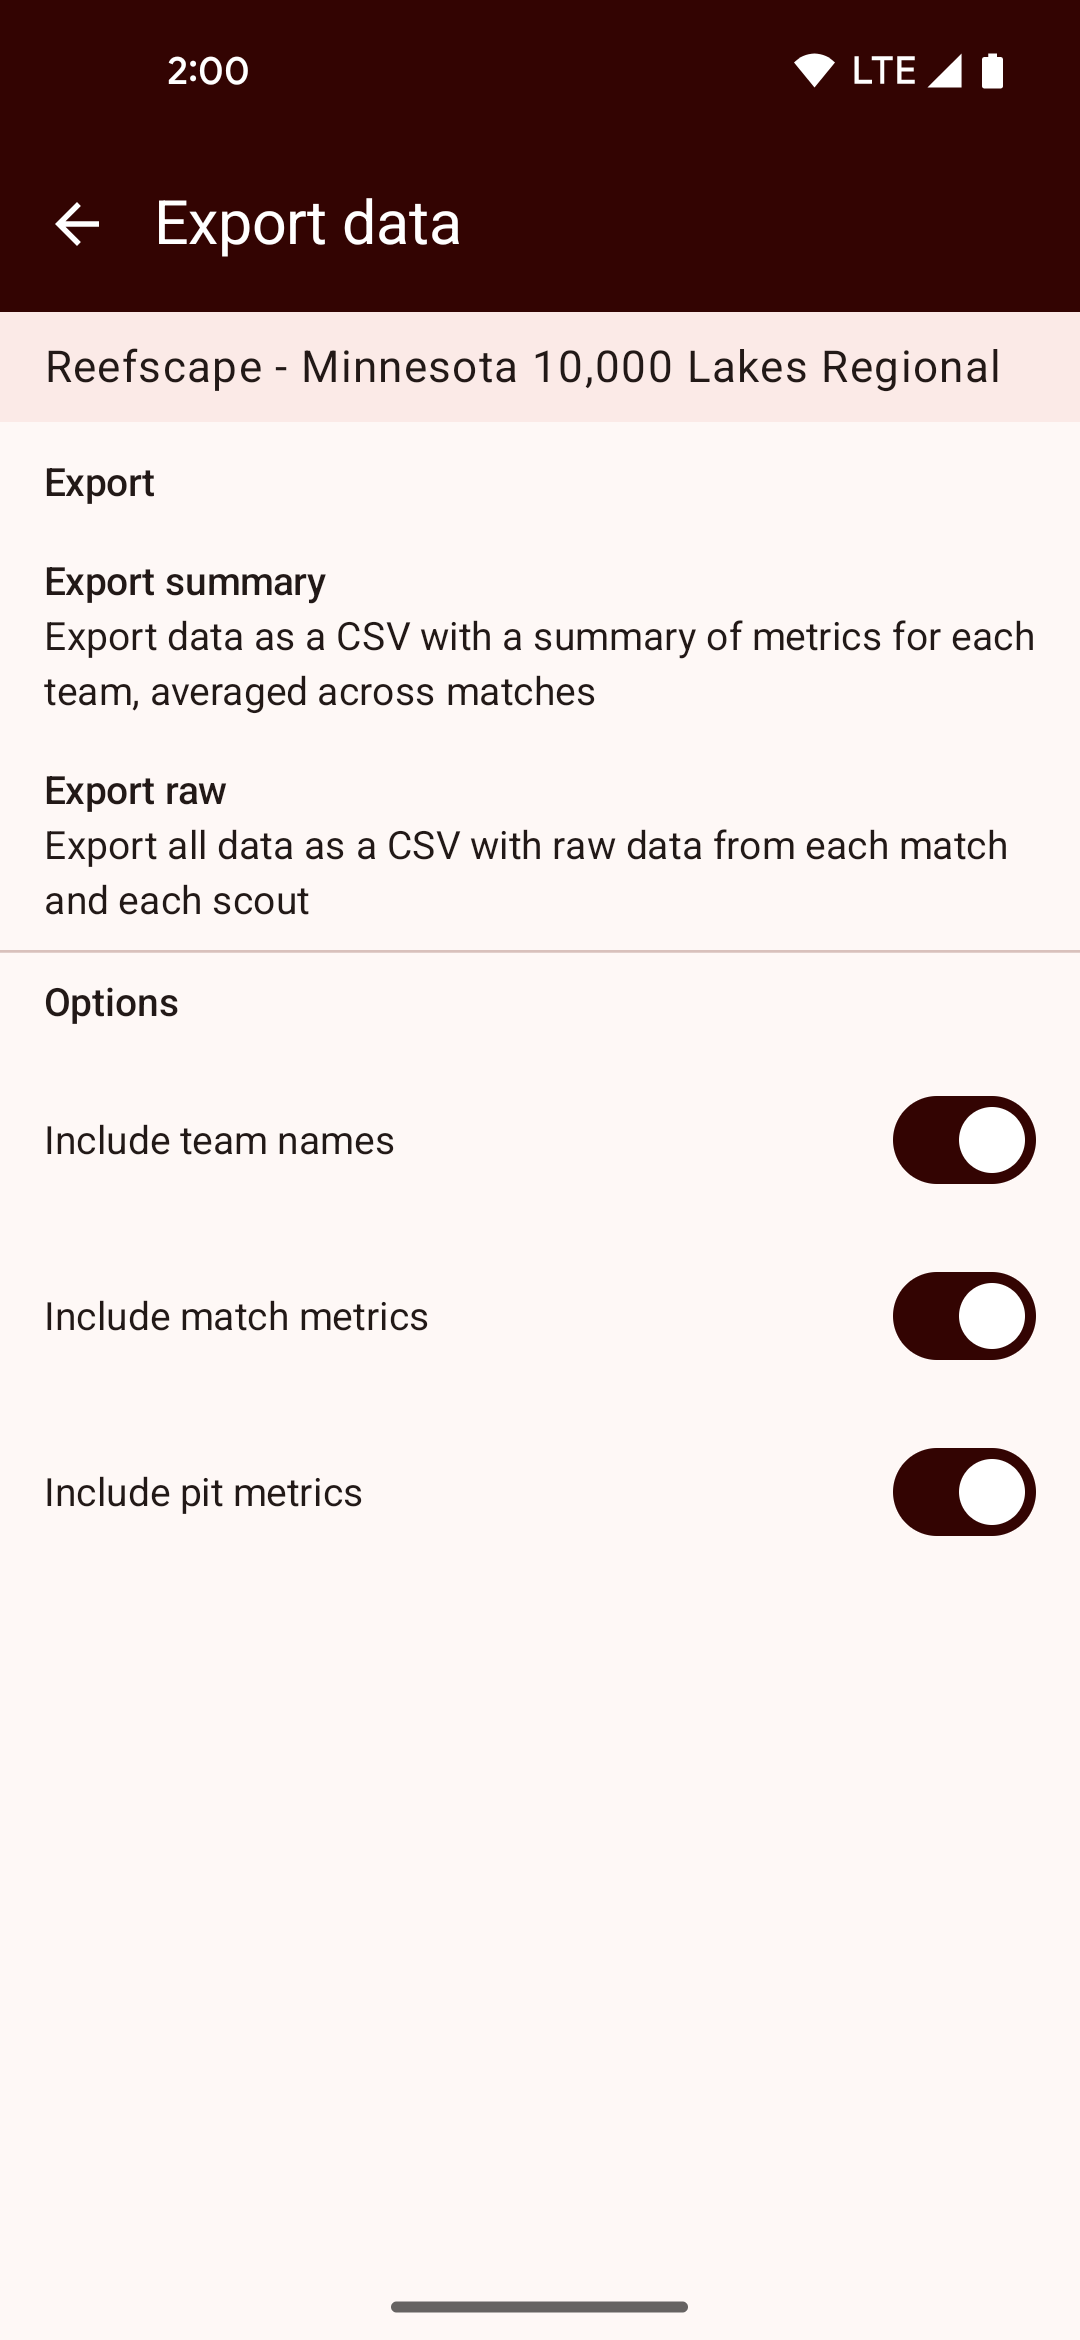 2:00
LTE
Export data
Reefscape - Minnesota 10,000 Lakes Regional
Export
Export summary
Export data as a CSV with a summary of metrics for each
team, averaged across matches
Export raw
Export all data as a CSV with raw data from each match
and each scout
Options
Include team names
Include match metrics
Include pit metrics